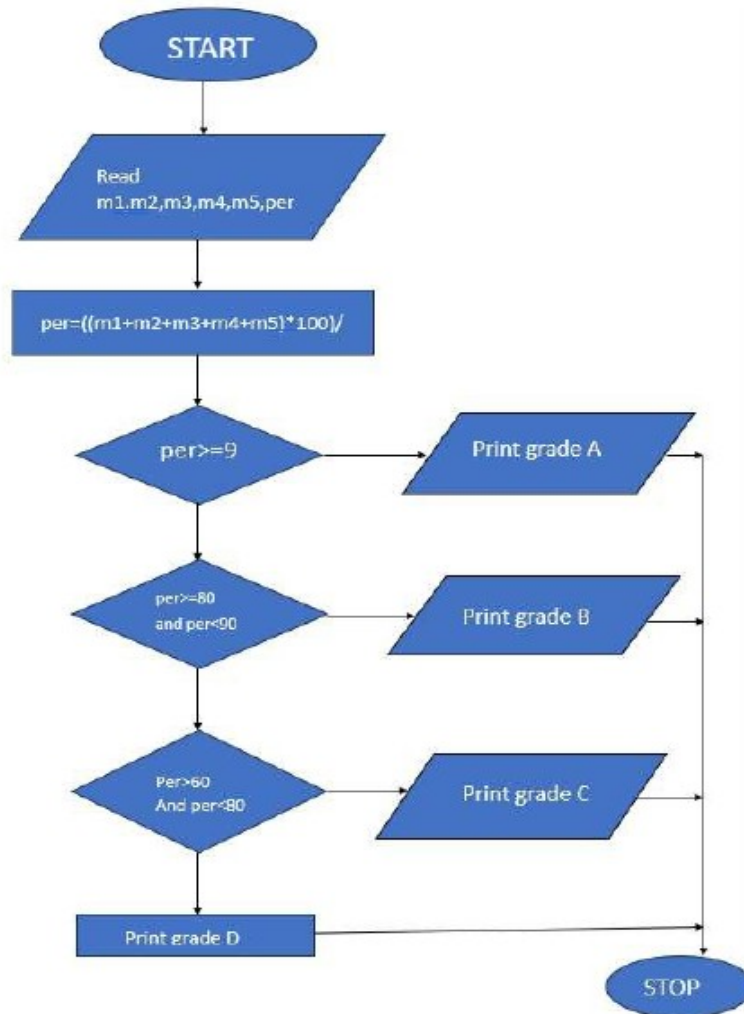 START
Read
m1.m2,m3,m4,m5,per
per=((m1+m2+m3+m4+m5)*100)/
per>=9
Print grade A
per>=80
and per<90
Print grade B
Per>60
And per<80
Print grade C
Print grade D
STOP